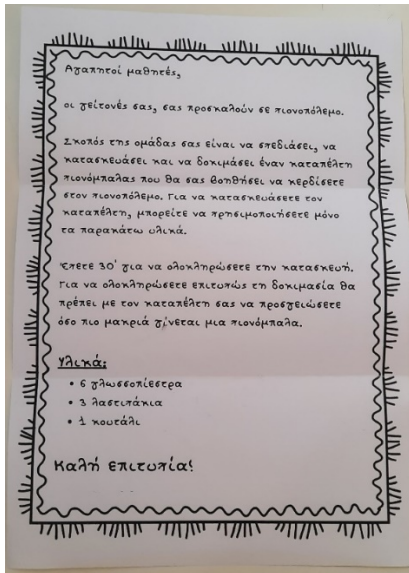 Αγαπητοί μαθητές,
οι γείτονές σας, σας προσκαλούν σε χιονοπόλεμο.
Σκοπός της ομάδας σας είναι να σχεδιάσει, να
κατασκευάσει και να δοκιμάσει έναν καταπέλτη
χιονόμπαλας που θα σας βοηθήσει να κερδίσετε
στον χιονοπόλεμο. Για να κατασκευάσετε τον
καταπέλτη, μπορείτε να χρησιμοποιήσετε μόνο
τα παρακάτω υλικά.
Έχετε 30' για να ολοκληρώσετε την κατασκευή.
Για να ολοκληρώσετε επιτυχώς τη δοκιμασία θα
πρέπει με τον καταπέλτη σας να προσγειώσετε
όσο πιο μακριά γίνεται μια χιονόμπαλα.
Υλικά:
• 6 γλωσσοπίεστρα
• 3 λαστιχάκια
• 1 κουτάλι
Καλή επιτυχία!